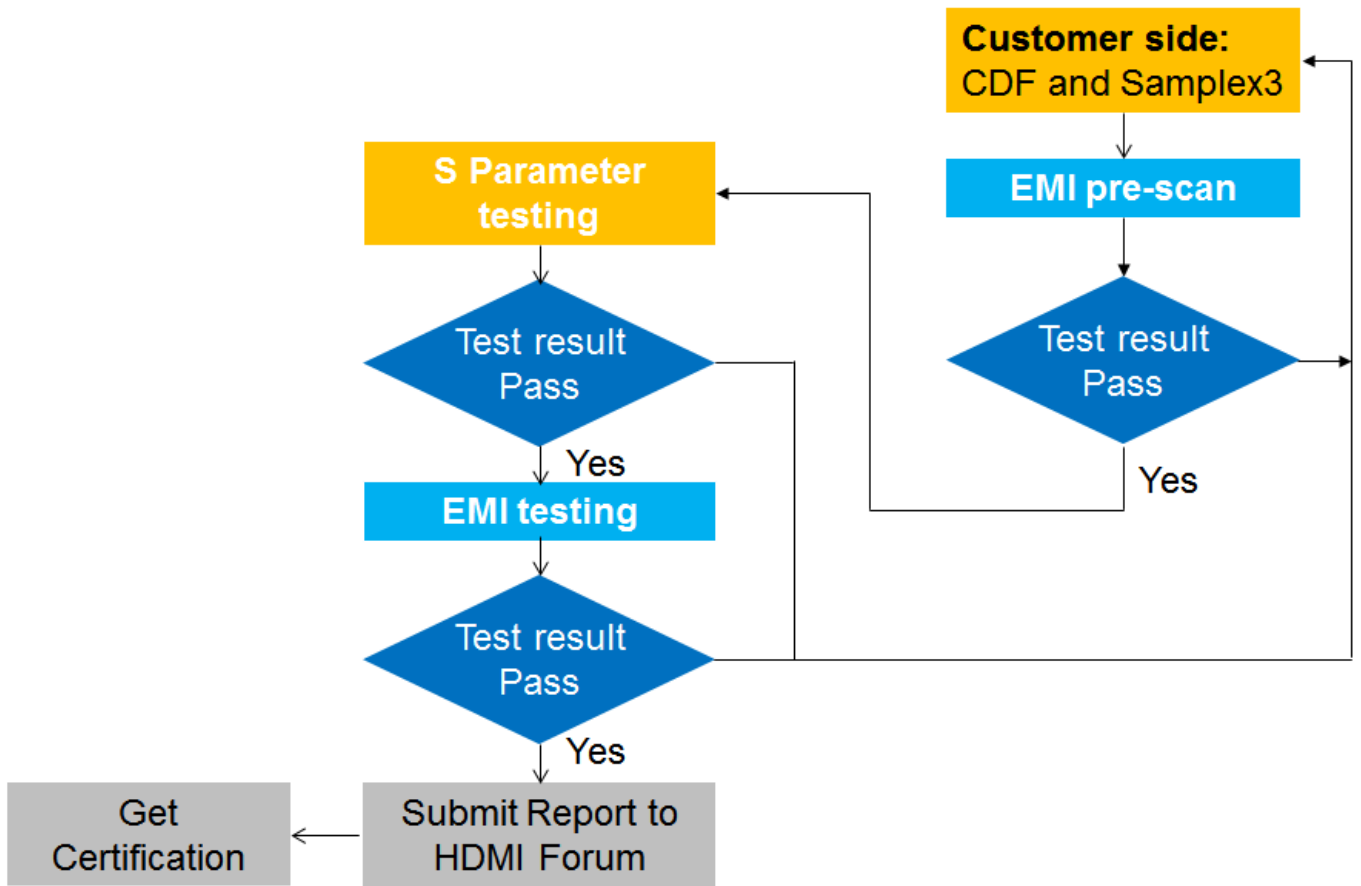 Customer side:
CDF and Samplex3
EMI pre-scan
Test result
Pass
Yes
S Parameter
testing
Test result
Pass
Yes
EMI testing
Test result
Pass
Yes
Submit Report to
HDMI Forum
Get
Certification